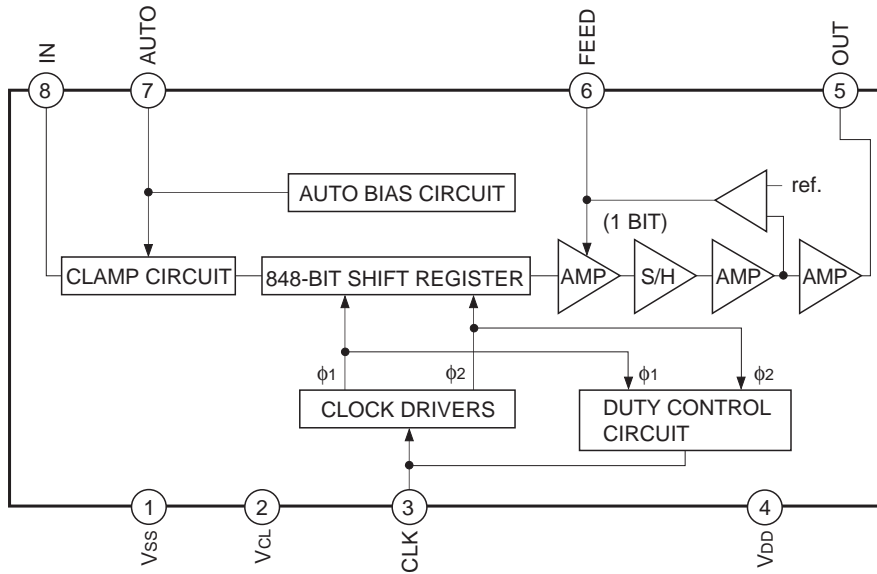 IN
AUTO
FEED
OUT
8
7
6
5
AUTO BIAS CIRCUIT
ref.
(1 BIT)
CLAMP CIRCUIT
848-BIT SHIFT REGISTER
AMP
S/H
AMP
AMP
ϕ1
ϕ2
ϕ1
ϕ2
CLOCK DRIVERS
DUTY CONTROL
CIRCUIT
1
2
3
4
VSS
VCL
CLK
VDD